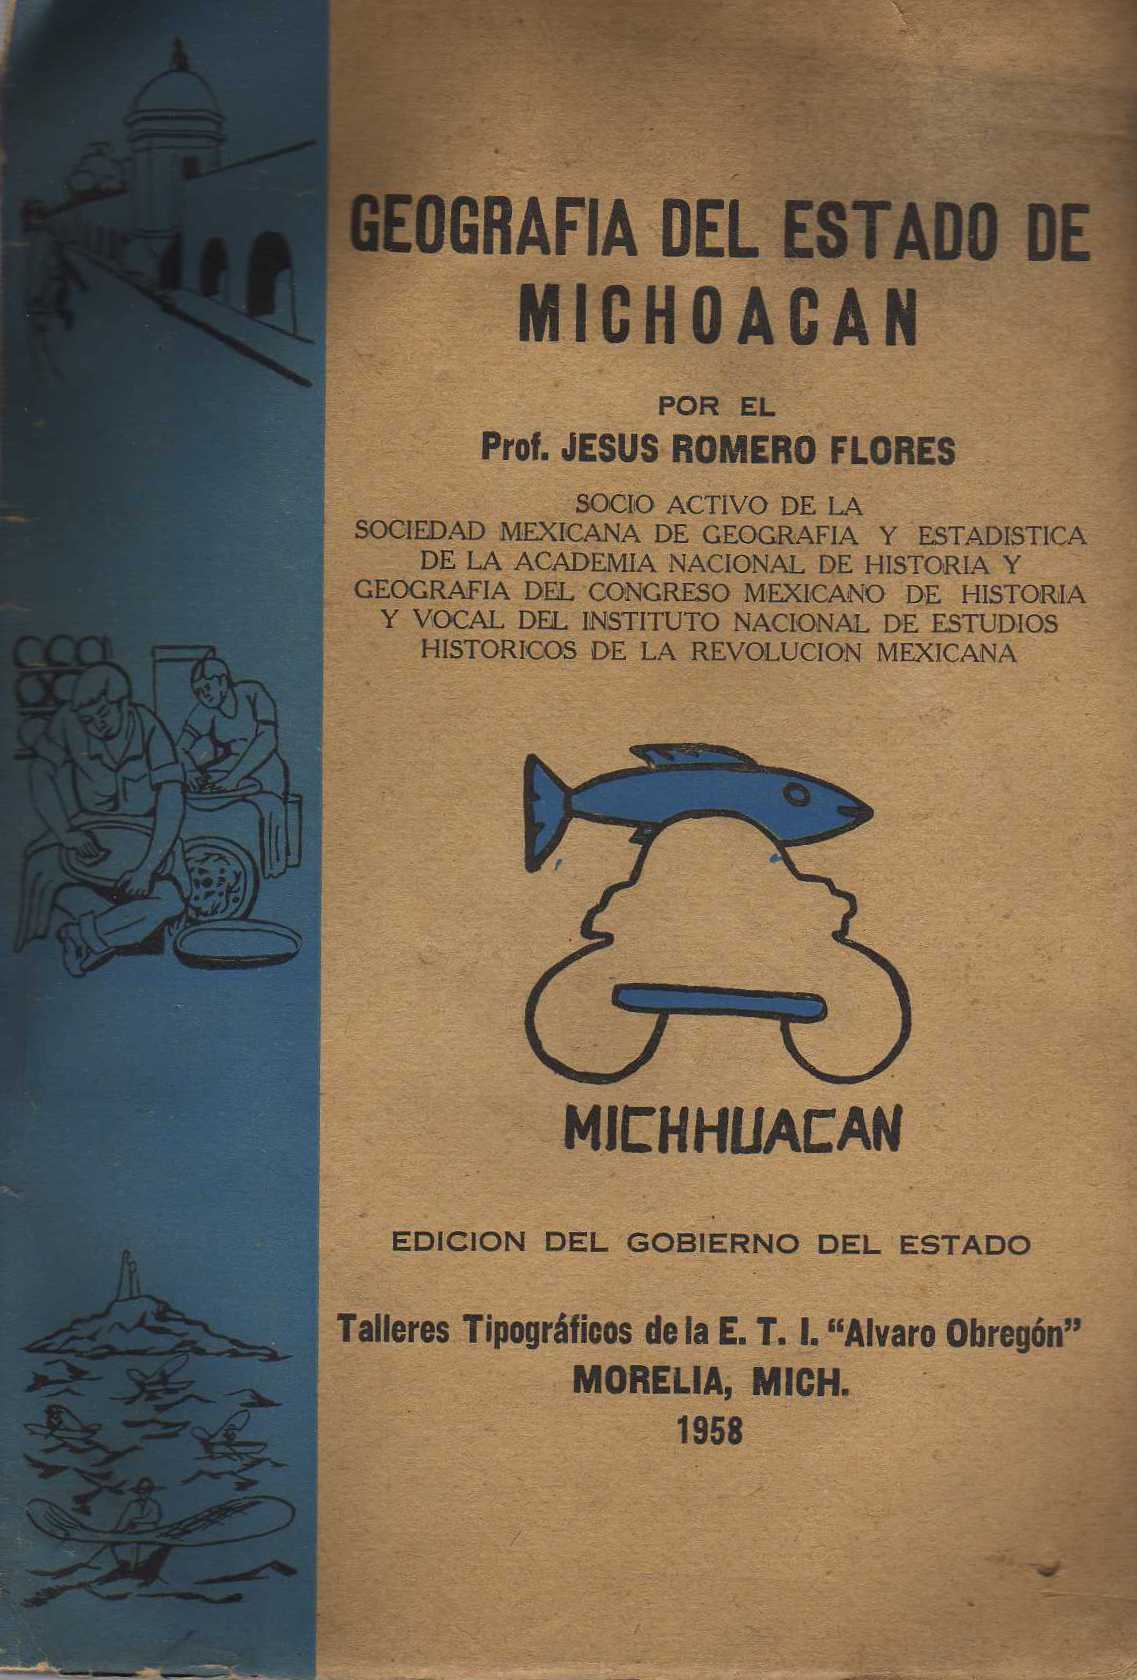 GEOGRAFIA DEL ESTADO DE
MICHOACAN
POR EL
Prof. JESUS ROMERO FLORES
SOCIO ACTIVO DE LA
SOCIEDAD MEXICANA DE GEOGRAFIA Y ESTADISTICA
DE LA ACADEMIA NACIONAL DE HISTORIA Y
GEOGRAFIA DEL CONGRESO MEXICANO DE HISTORIA
Y VOCAL DEL INSTITUTO NACIONAL DE ESTUDIOS
HISTORICOS DE LA REVOLUCION MEXICANA
MICHHUACAN
EDICION DEL GOBIERNO DEL ESTADO
Talleres Tipográficos de la E. T. I. “Alvaro Obregón”
MORELIA, MICH.
1958